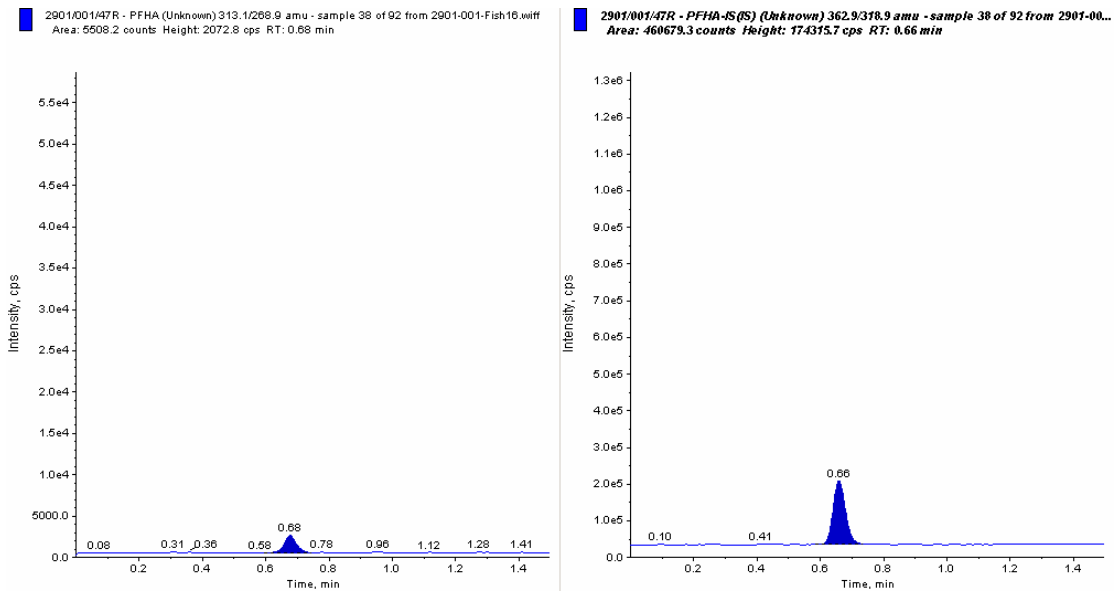 2901/001/47R - PFHA (Unknown) 313.1/268.9 amu - sample 38 of 92 from 2901-001-Fish16.wiff
Area: 5508.2 counts Height: 2072.8 cps RT: 0.68 min
Intensity, cps
5.5e4
5.0e4
4.5e4
4.0e4
3.5e4
3.0e4
2.5e4
2.0e4
1.5e4
1.0e4
5000.0
0.0
0.08 0.31 0.36 0.58 0.68 0.78 0.96 1.12 1.28 1.41
0.2 0.4 0.6 0.8 1.0 1.2 1.4
Time, min
2901/001/47R - PFHA-IS(IS) (Unknown) 362.9/318.9 amu - sample 38 of 92 from 2901-00...
Area: 460679.3 counts Height: 174315.7 cps RT: 0.66 min
Intensity, cps
1.3e6
1.2e6
1.1e6
1.0e6
9.0e5
8.0e5
7.0e5
6.0e5
5.0e5
4.0e5
3.0e5
2.0e5
1.0e5
0.0
0.10 0.41 0.66
0.2 0.4 0.6 0.8 1.0 1.2 1.4
Time, min